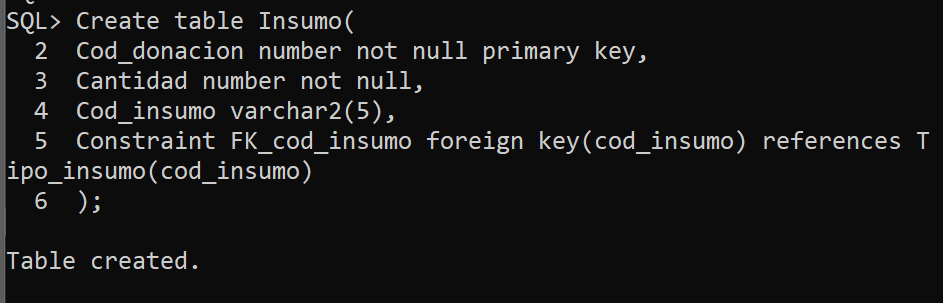 SQL> Create table Insumo(
  2  Cod_donacion number not null primary key,
  3  Cantidad number not null,
  4  Cod_insumo varchar2(5),
  5  Constraint FK_cod_insumo foreign key(cod_insumo) references T
ipo_insumo(cod_insumo)
  6  );
Table created.